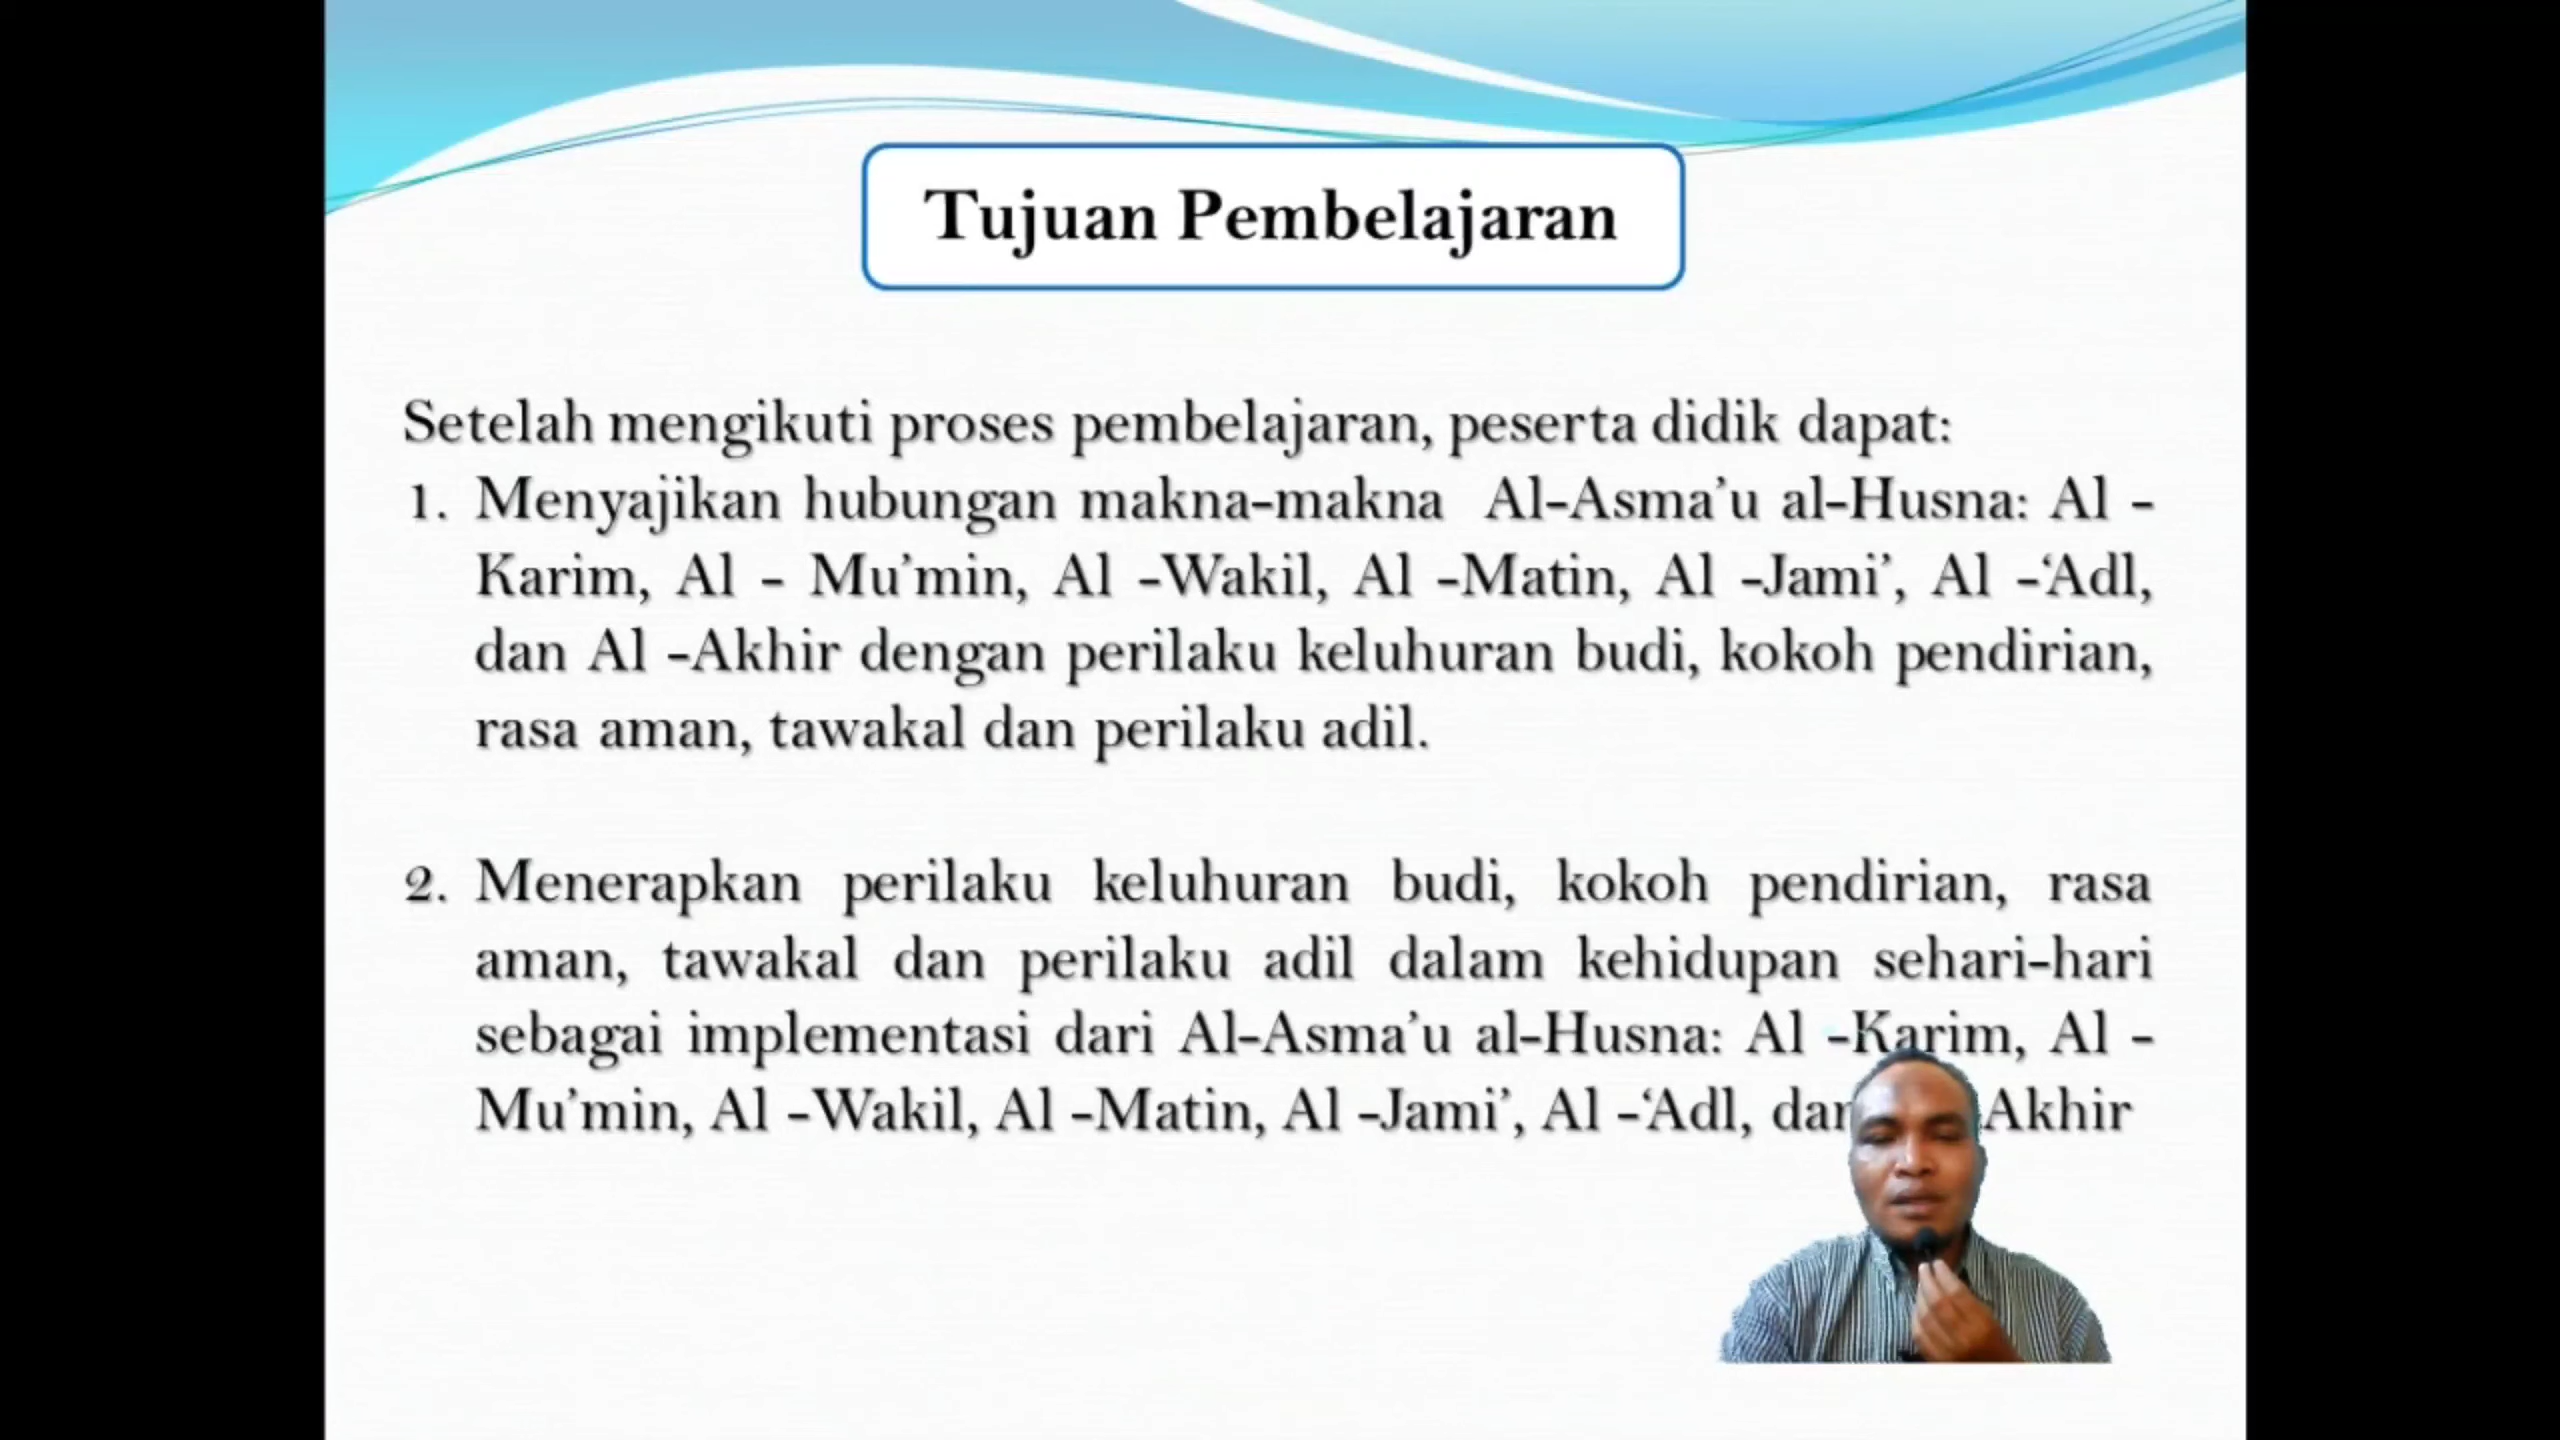 Tujuan Pembelajaran
Setelah mengikuti proses pembelajaran, peserta didik dapat:
1. Menyajikan hubungan makna-makna Al-Asma’u al-Husna: Al -
Karim, Al - Mu’min, Al -Wakil, Al -Matin, Al -Jami’, Al -‘Adl,
dan Al -Akhir dengan perilaku keluhuran budi, kokoh pendirian,
rasa aman, tawakal dan perilaku adil.
2. Menerapkan perilaku keluhuran budi, kokoh pendirian, rasa
aman, tawakal dan perilaku adil dalam kehidupan sehari-hari
sebagai implementasi dari Al-Asma’u al-Husna: Al -Karim, Al -
Mu’min, Al -Wakil, Al -Matin, Al -Jami’, Al -‘Adl, dan Akhir